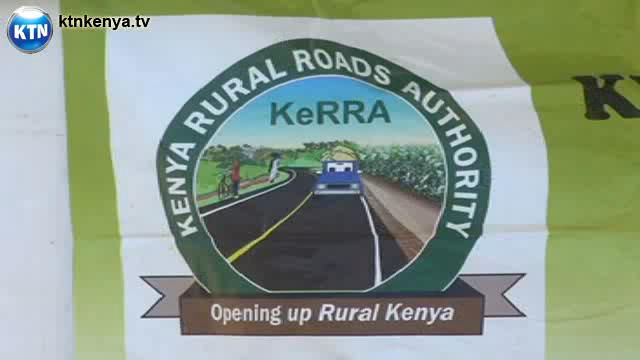 KTN
ktnkenya.tv
KENYA RURAL ROADS AUTHORITY
KeRRA
Opening up Rural Kenya